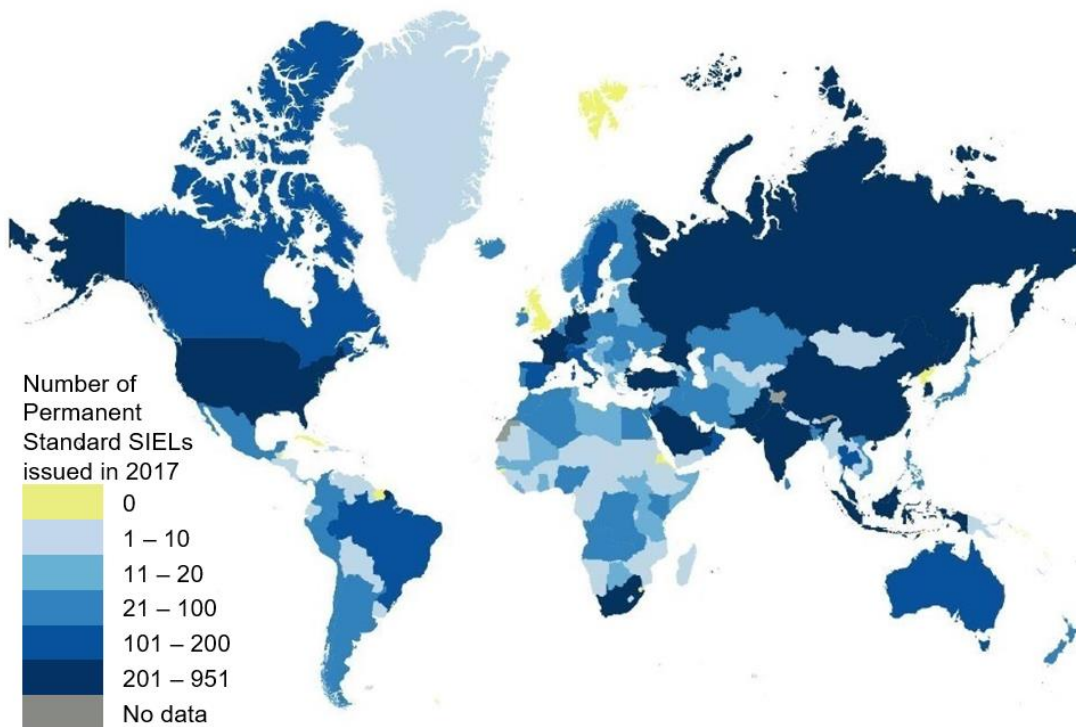 Number of
Permanent
Standard SIELs
issued in 2017
0
1 – 10
11 – 20
21 – 100
101 – 200
201 – 951
No data